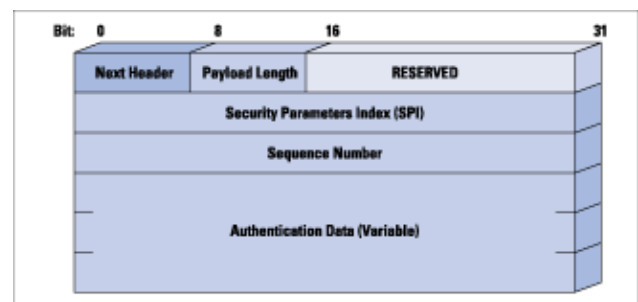 Bit: 0 8 16 31
Next Header Payload Length RESERVED
Security Parameters Index (SPI)
Sequence Number
Authentication Data (Variable)